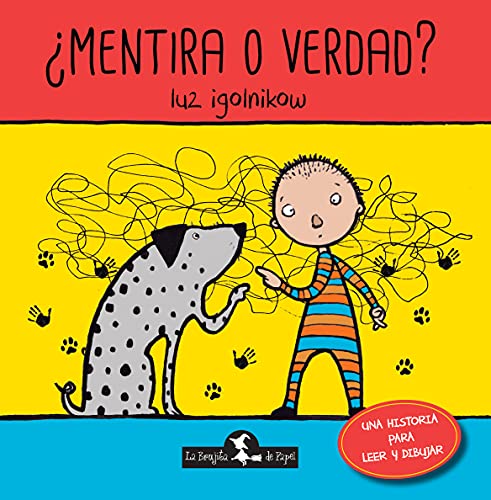 ¿MENTIRA O VERDAD?
luz igolnikow
UNA HISTORIA
PARA
LEER Y DIBUJAR
La Brujita de Papel